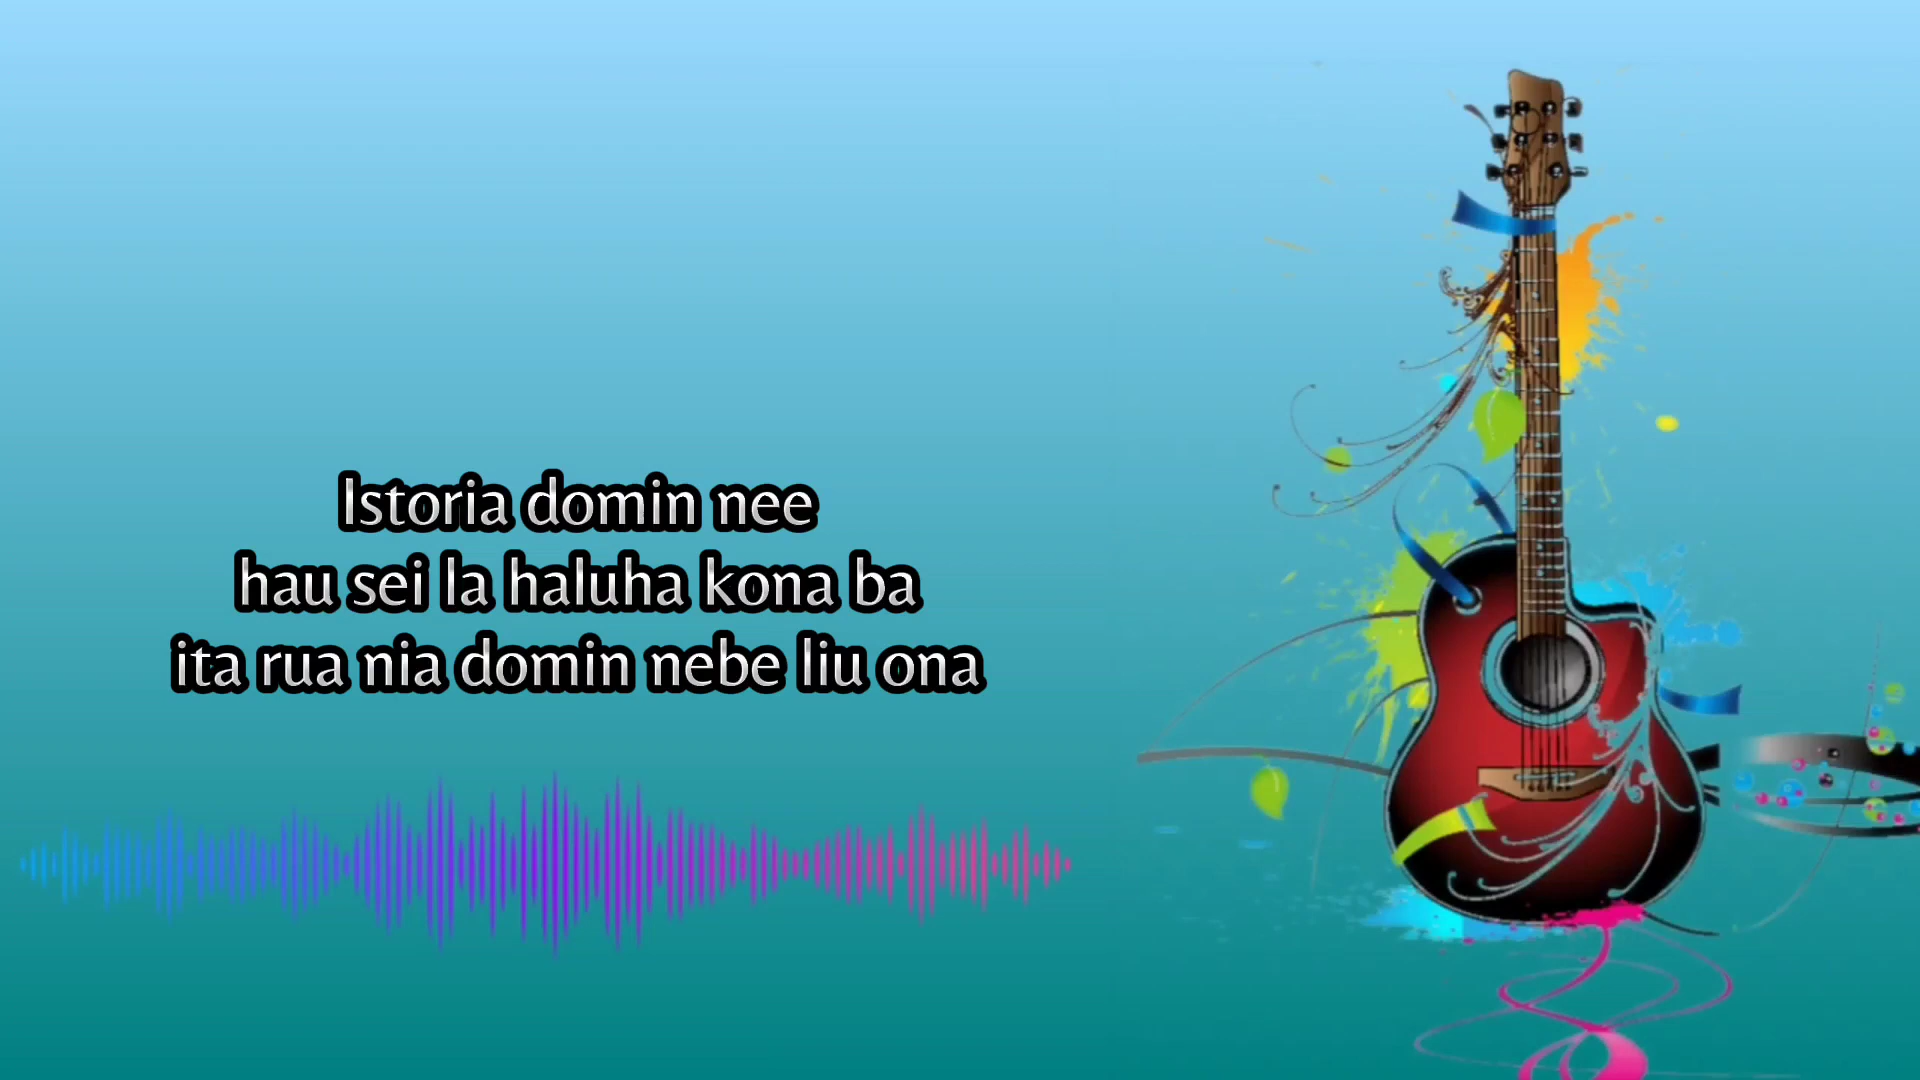 Istoria domin nee
hau sei la haluha kona ba
ita rua nia domin nebe liu ona